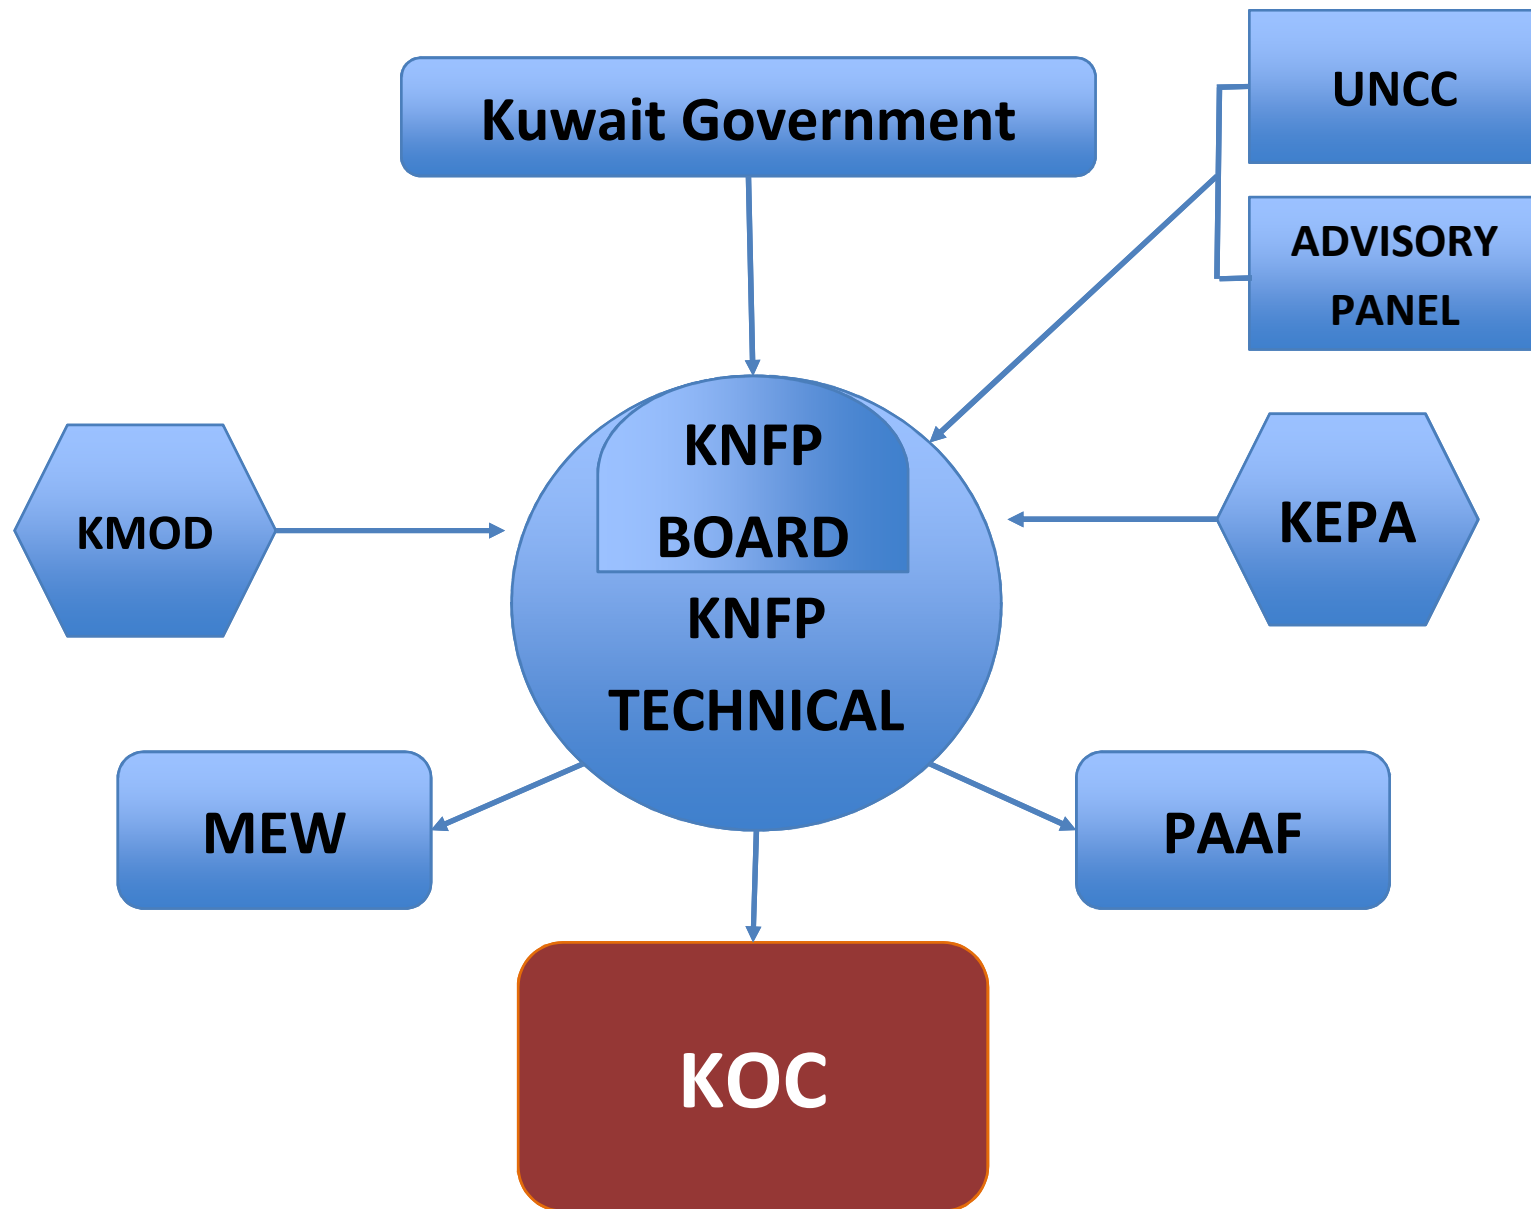 UNCC
Kuwait Government
ADVISORY
PANEL
KNFP
BOARD
KMOD
KEPA
KNFP
TECHNICAL
MEW
PAAF
KOC